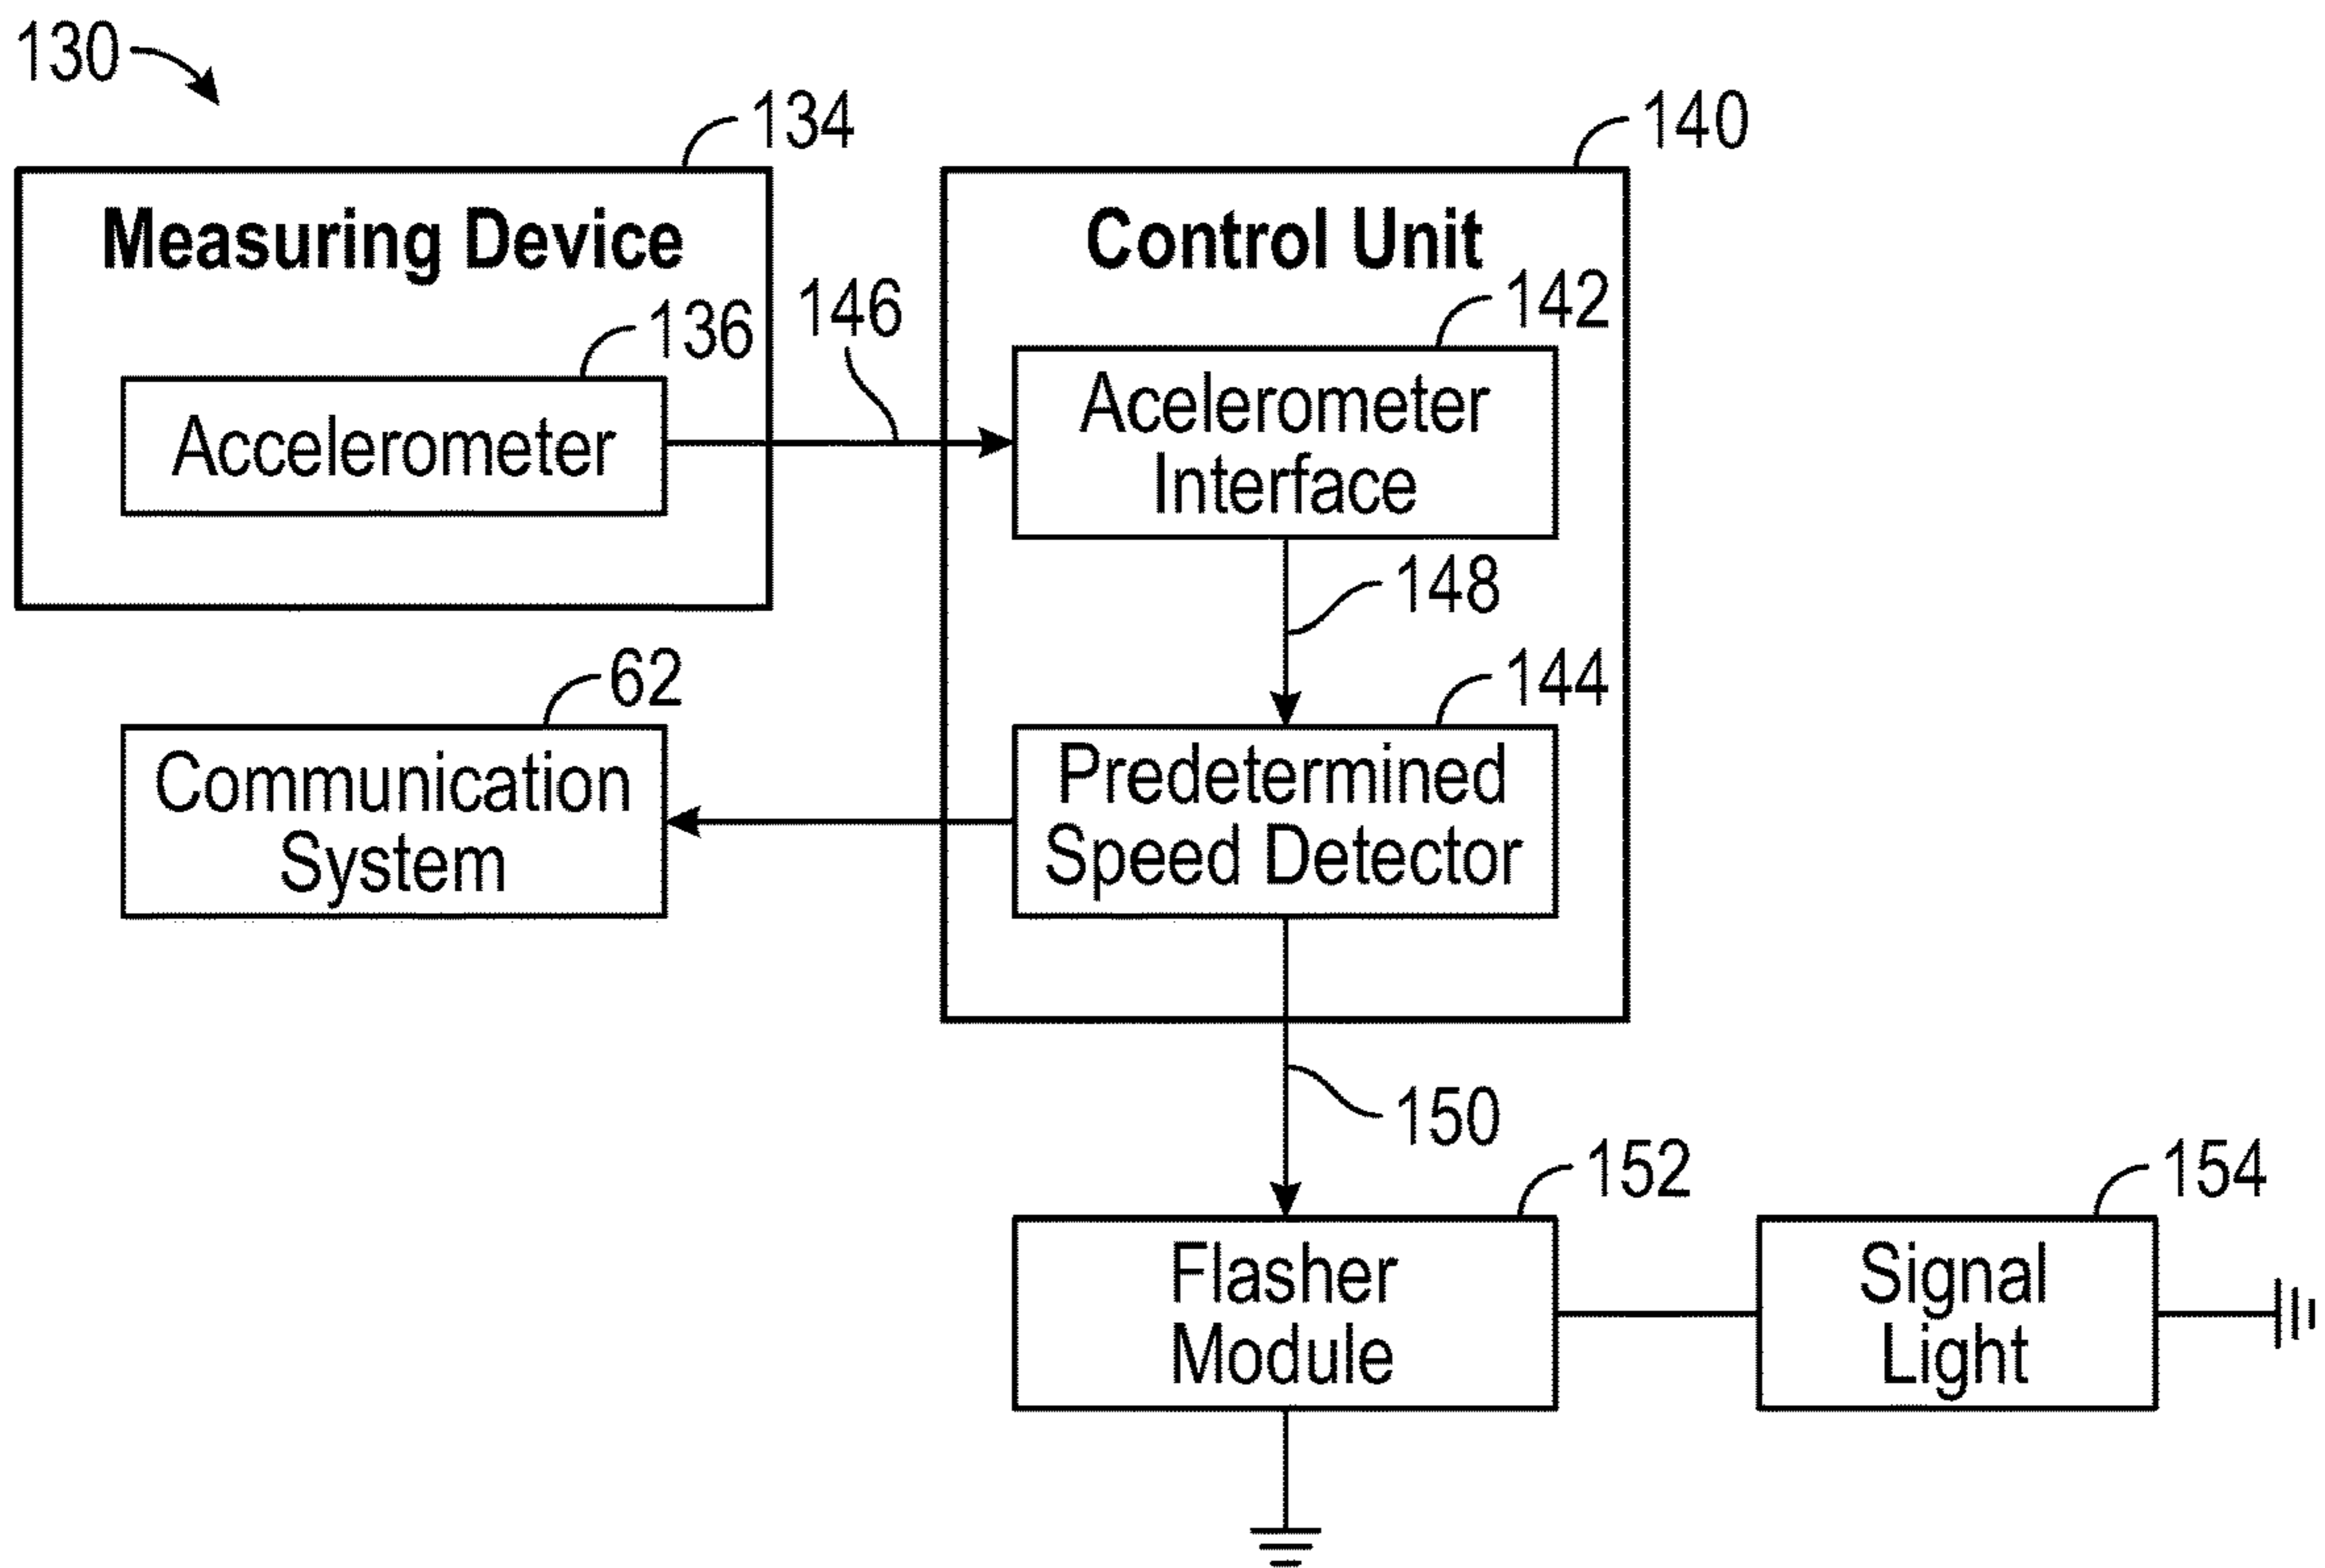 130
134
140
Measuring Device
Control Unit
136
146
142
Accelerometer
Acelerometer
Interface
148
62
144
Communication
System
Predetermined
Speed Detector
150
152
154
Flasher
Module
Signal
Light